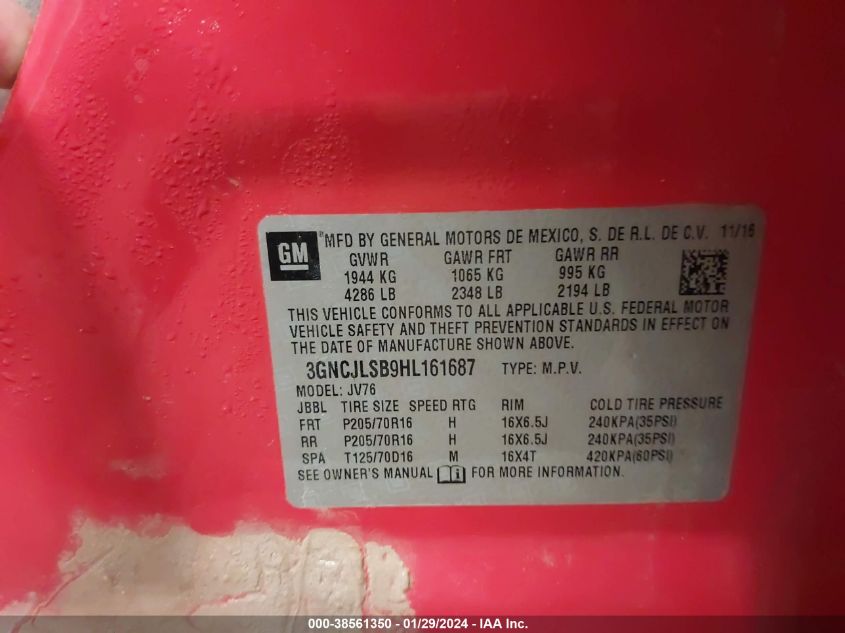 GM
®MFD BY GENERAL MOTORS DE MEXICO, S. DE R.L. DE C.V. 11/16
GVWR GAWR FRT GAWR RR
1944 KG 1065 KG 995 KG
4286 LB 2348 LB 2194 LB
THIS VEHICLE CONFORMS TO ALL APPLICABLE U.S. FEDERAL MOTOR
VEHICLE SAFETY AND THEFT PREVENTION STANDARDS IN EFFECT ON
THE DATE OF MANUFACTURE SHOWN ABOVE.
3GNCJLSB9HL161687 TYPE: M.P.V.
MODEL: JV76
JBBL TIRE SIZE SPEED RTG RIM COLD TIRE PRESSURE
FRT P205/70R16 H 16X6.5J 240KPA(35PSI)
RR P205/70R16 H 16X6.5J 240KPA(35PSI)
SPA T125/70D16 M 16X4T 420KPA(60PSI)
SEE OWNER'S MANUAL i FOR MORE INFORMATION.
000-38561350 - 01/29/2024 - IAA Inc.